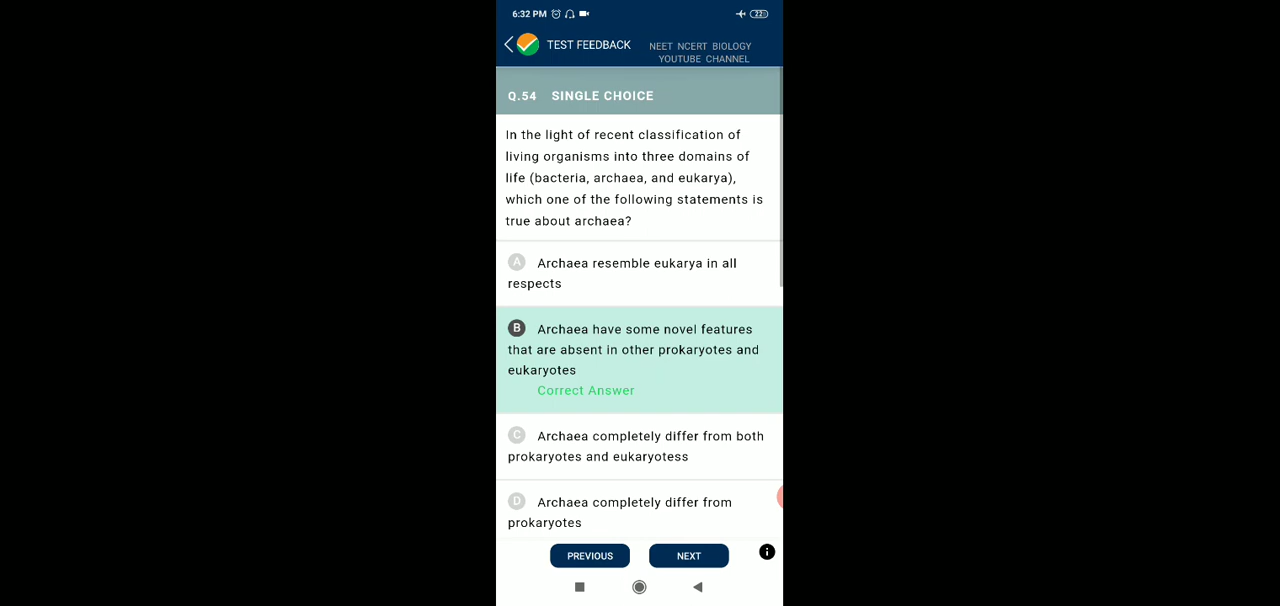 6:32 PM 22
TEST FEEDBACK
NEET NCERT BIOLOGY
YOUTUBE CHANNEL
Q.54 SINGLE CHOICE
In the light of recent classification of
living organisms into three domains of
life (bacteria, archaea, and eukarya),
which one of the following statements is
true about archaea?
A Archaea resemble eukarya in all
respects
B Archaea have some novel features
that are absent in other prokaryotes and
eukaryotes
Correct Answer
C Archaea completely differ from both
prokaryotes and eukaryotess
D Archaea completely differ from
prokaryotes
PREVIOUS NEXT i